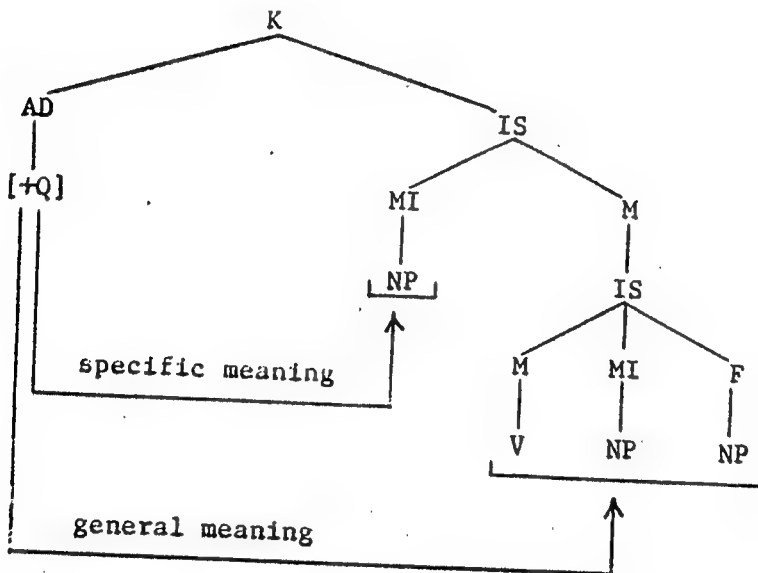 K
AD
IS
[+Q]
MI
M
NP
IS
specific meaning
M
MI
F
V
NP
NP
general meaning